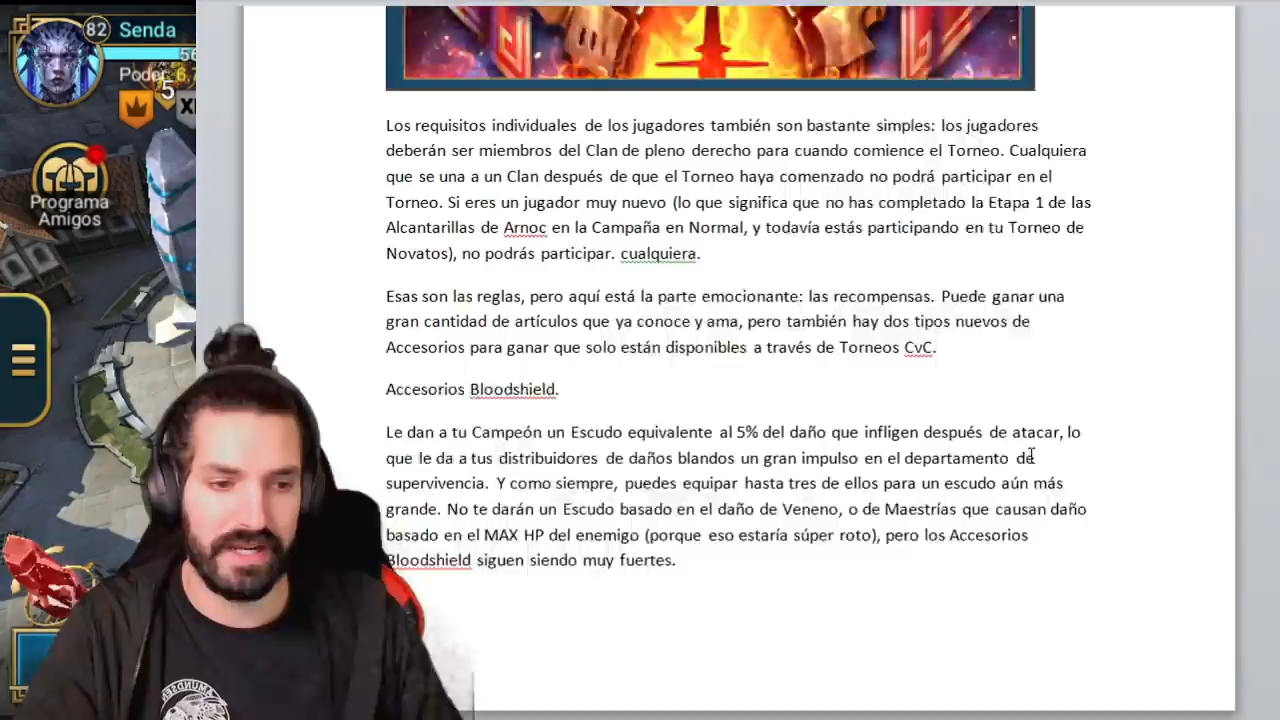 82 Senda
56
Poder: 6,7
5
XI
Programa
Amigos
Los requisitos individuales de los jugadores también son bastante simples: los jugadores
deberán ser miembros del Clan de pleno derecho para cuando comience el Torneo. Cualquiera
que se una a un Clan después de que el Torneo haya comenzado no podrá participar en el
Torneo. Si eres un jugador muy nuevo (lo que significa que no has completado la Etapa 1 de las
Alcantarillas de Arnoc en la Campaña en Normal, y todavía estás participando en tu Torneo de
Novatos), no podrás participar. cualquiera.
Esas son las reglas, pero aquí está la parte emocionante: las recompensas. Puede ganar una
gran cantidad de artículos que ya conoce y ama, pero también hay dos tipos nuevos de
Accesorios para ganar que solo están disponibles a través de Torneos CvC.
Accesorios Bloodshield.
Le dan a tu Campeón un Escudo equivalente al 5% del daño que infligen después de atacar, lo
que le da a tus distribuidores de daños blandos un gran impulso en el departamento de
supervivencia. Y como siempre, puedes equipar hasta tres de ellos para un escudo aún más
grande. No te darán un Escudo basado en el daño de Veneno, o de Maestrías que causan daño
basado en el MAX HP del enemigo (porque eso estaría súper roto), pero los Accesorios
Bloodshield siguen siendo muy fuertes.
AMUNDSEN